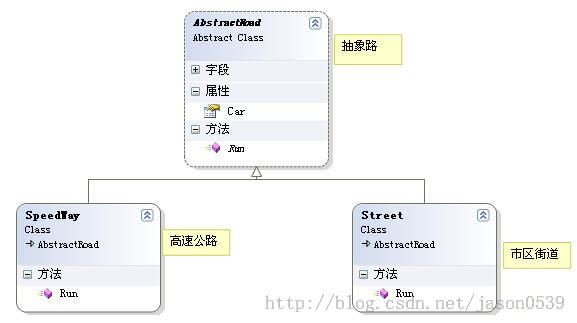 AbstractRoad
Abstract Class
抽象路
字段
属性
Car
方法
Run
SpeedWay
Class
AbstractRoad
高速公路
方法
Run
Street
Class
AbstractRoad
市区街道
方法
Run
http://blog.csdn.net/jason0539